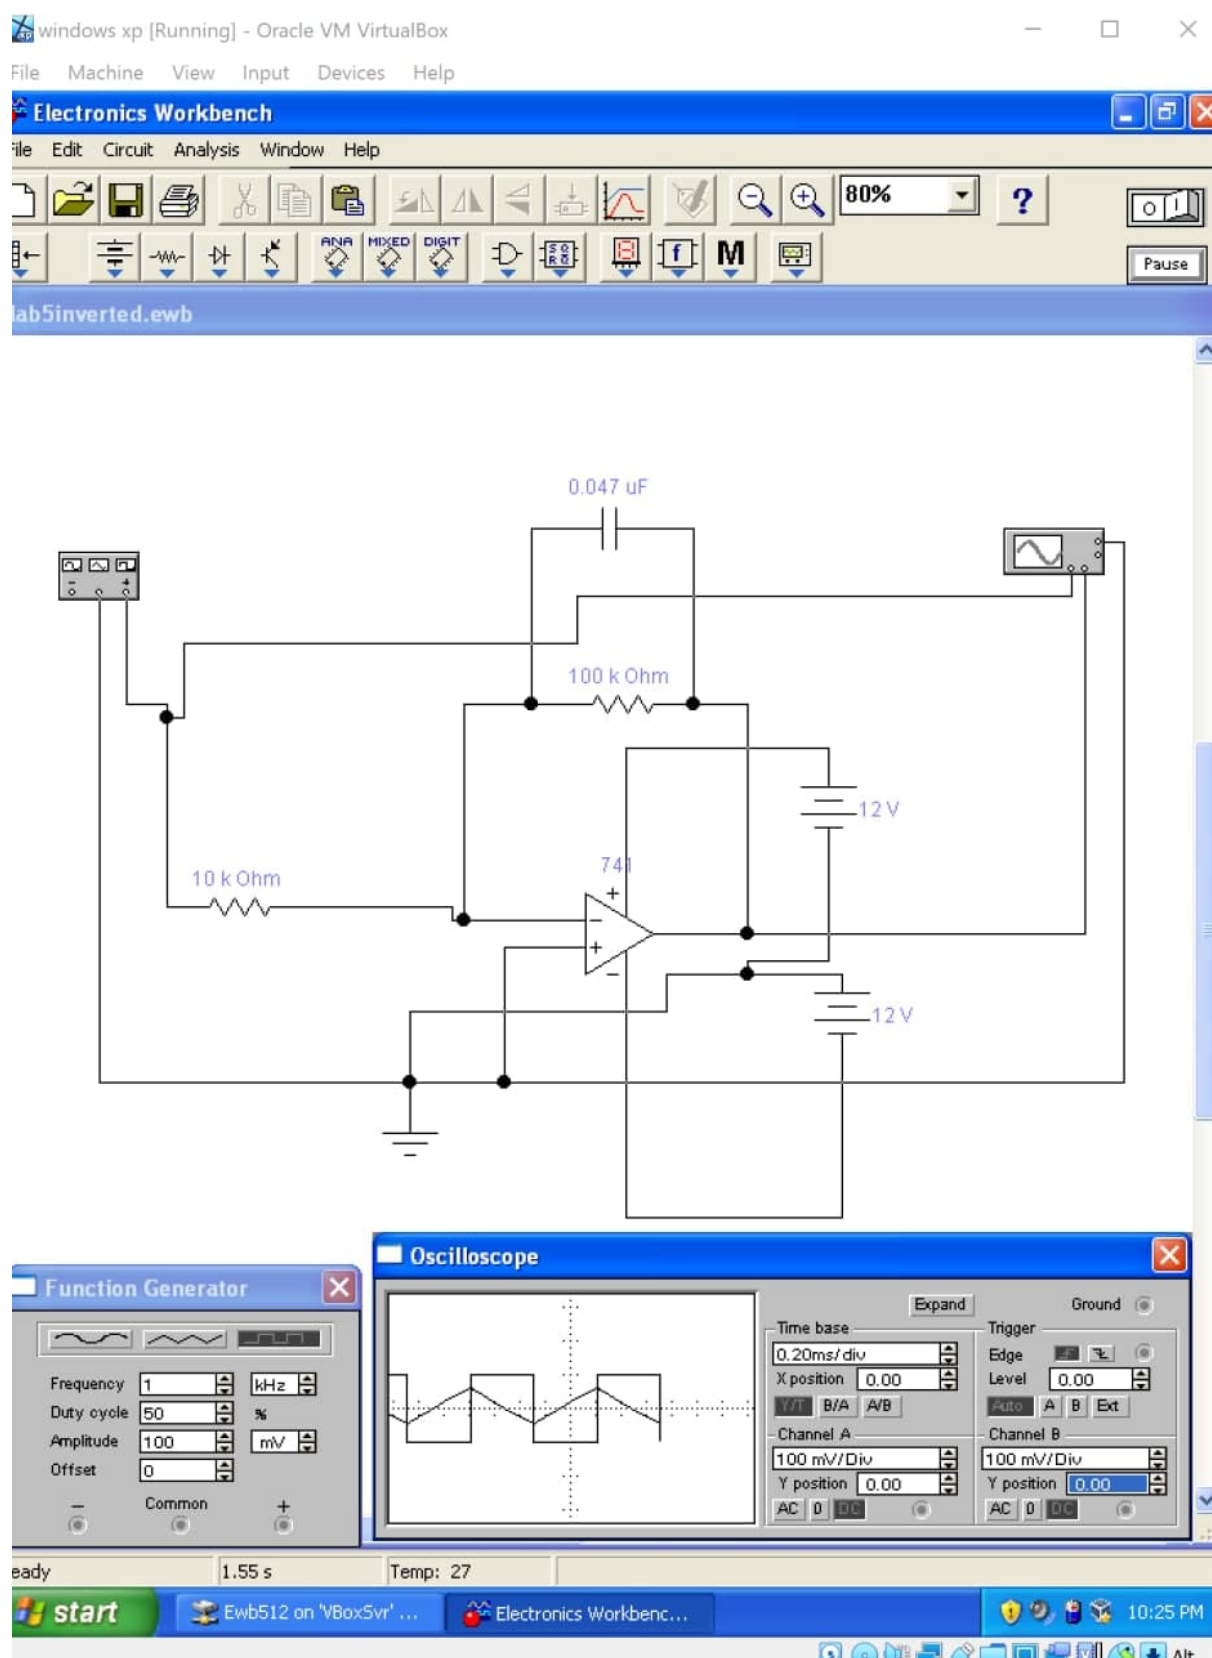 windows xp [Running] - Oracle VM VirtualBox
File Machine View Input Devices Help
Electronics Workbench
File Edit Circuit Analysis Window Help
80% ?
0 1
ANA MIXED DIGIT M
Pause
lab5inverted.ewb
0.047 uF
100 k Ohm
12 V
741
10 k Ohm
12 V
Oscilloscope
Function Generator
Expand Ground
Time base Trigger
0.20ms/div Edge
X position 0.00 Level 0.00
Y/T B/A A/B Auto A B Ext
Channel A Channel B
100 mV/Div 100 mV/Div
Y position 0.00 Y position 0.00
AC 0 DC AC 0 DC
Frequency 1 kHz
Duty cycle 50 %
Amplitude 100 mV
Offset 0
- Common +
eady 1.55 s Temp: 27
start Ewb512 on 'VBoxSvr' ... Electronics Workbenc... 10:25 PM
Alt